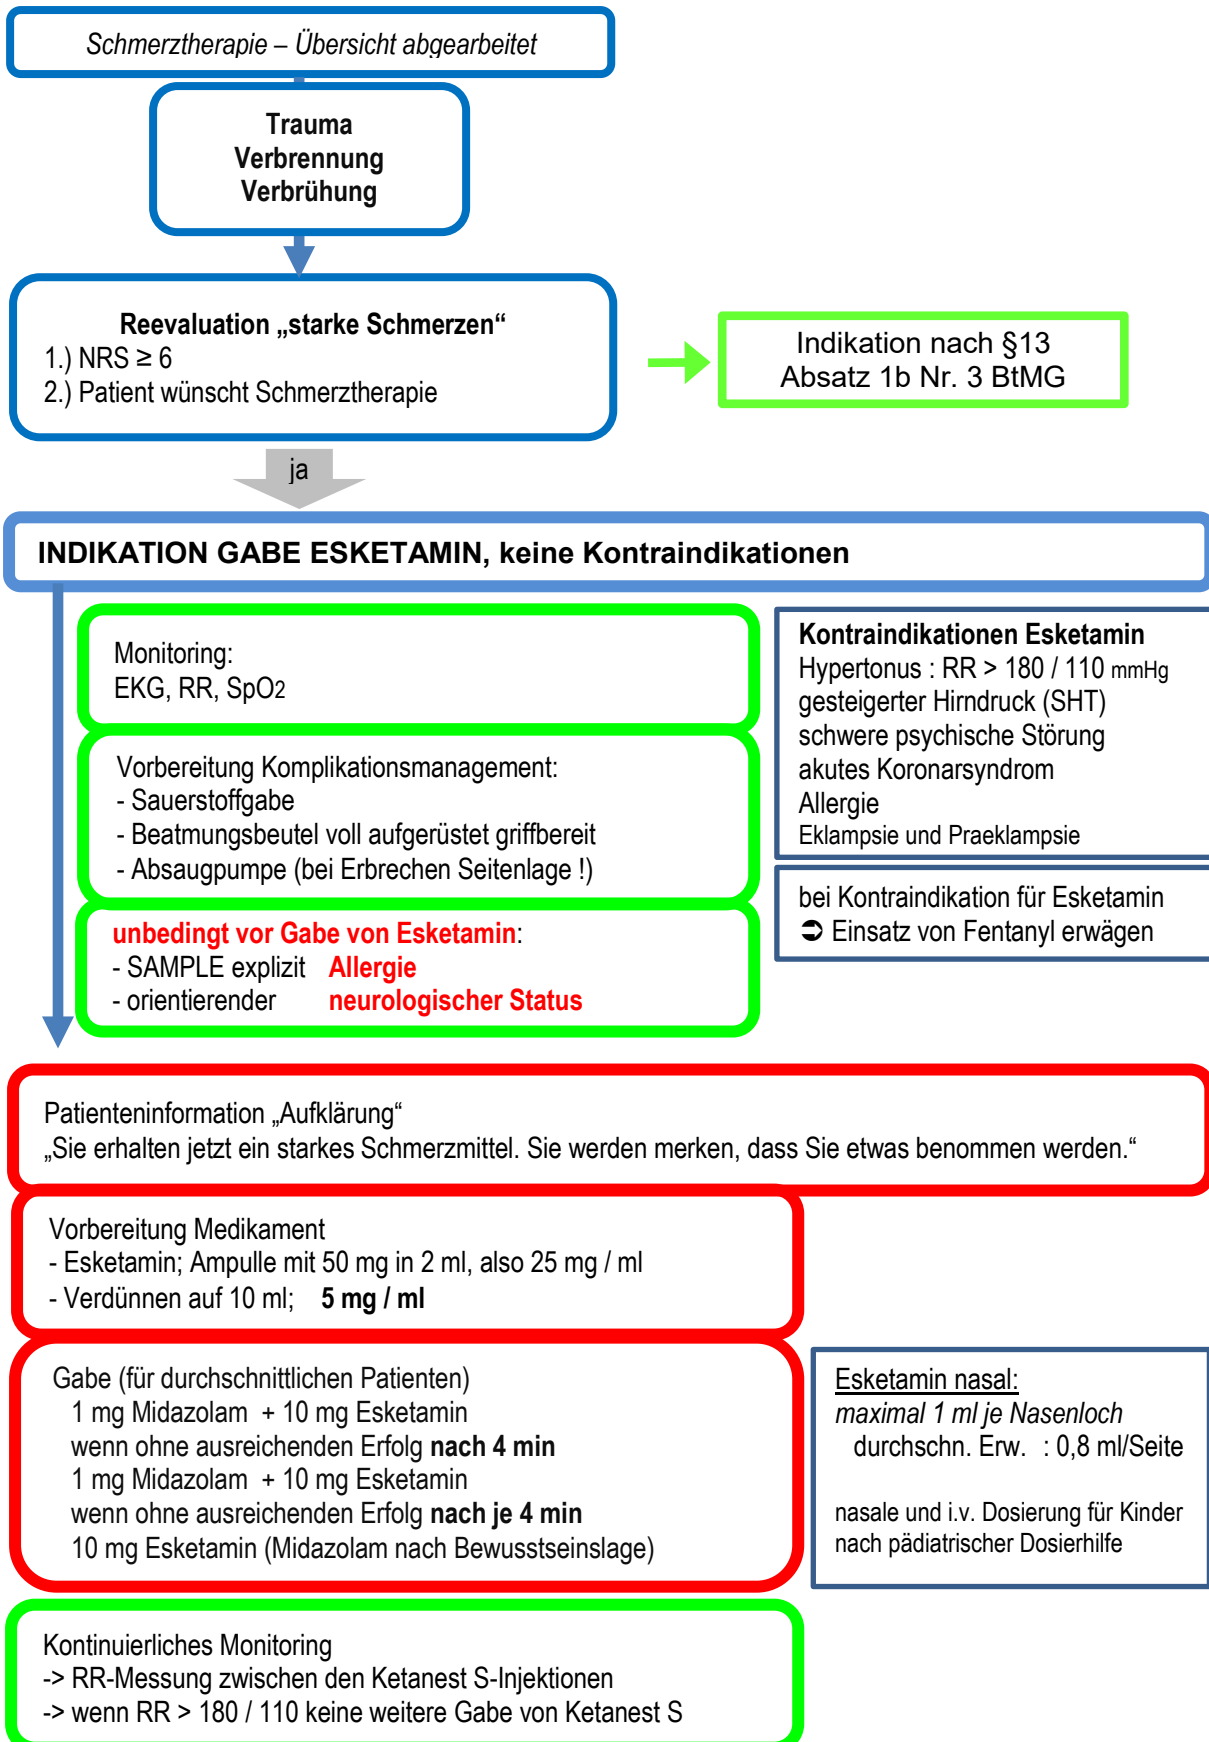 Schmerztherapie – Übersicht abgearbeitet
Trauma
Verbrennung
Verbrühung
Reevaluation „starke Schmerzen“
1.) NRS ≥ 6
2.) Patient wünscht Schmerztherapie
Indikation nach §13
Absatz 1b Nr. 3 BtMG
ja
INDIKATION GABE ESKETAMIN, keine Kontraindikationen
Monitoring:
EKG, RR, SpO2
Vorbereitung Komplikationsmanagement:
- Sauerstoffgabe
- Beatmungsbeutel voll aufgerüstet griffbereit
- Absaugpumpe (bei Erbrechen Seitenlage !)
unbedingt vor Gabe von Esketamin:
- SAMPLE explizit Allergie
- orientierender neurologischer Status
Kontraindikationen Esketamin
Hypertonus : RR > 180 / 110 mmHg
gesteigerter Hirndruck (SHT)
schwere psychische Störung
akutes Koronarsyndrom
Allergie
Eklampsie und Praeklampsie
bei Kontraindikation für Esketamin
➲ Einsatz von Fentanyl erwägen
Patienteninformation „Aufklärung“
„Sie erhalten jetzt ein starkes Schmerzmittel. Sie werden merken, dass Sie etwas benommen werden.“
Vorbereitung Medikament
- Esketamin; Ampulle mit 50 mg in 2 ml, also 25 mg / ml
- Verdünnen auf 10 ml; 5 mg / ml
Gabe (für durchschnittlichen Patienten)
1 mg Midazolam + 10 mg Esketamin
wenn ohne ausreichenden Erfolg nach 4 min
1 mg Midazolam + 10 mg Esketamin
wenn ohne ausreichenden Erfolg nach je 4 min
10 mg Esketamin (Midazolam nach Bewusstseinslage)
Esketamin nasal:
maximal 1 ml je Nasenloch
durchschn. Erw. : 0,8 ml/Seite
nasale und i.v. Dosierung für Kinder
nach pädiatrischer Dosierhilfe
Kontinuierliches Monitoring
-> RR-Messung zwischen den Ketanest S-Injektionen
-> wenn RR > 180 / 110 keine weitere Gabe von Ketanest S